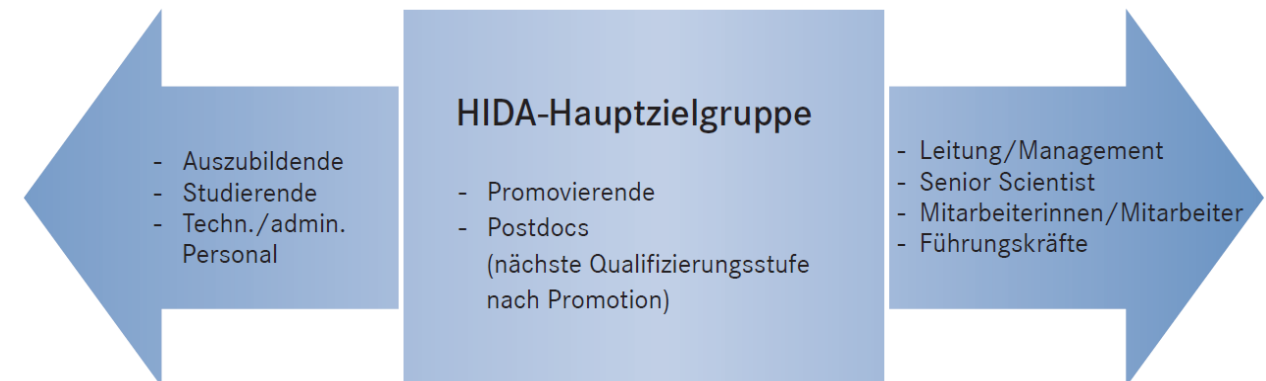 - Auszubildende
- Studierende
- Techn./admin.
Personal
HIDA-Hauptzielgruppe
- Promovierende
- Postdocs
(nächste Qualifizierungsstufe
nach Promotion)
- Leitung/Management
- Senior Scientist
- Mitarbeiterinnen/Mitarbeiter
- Führungskräfte